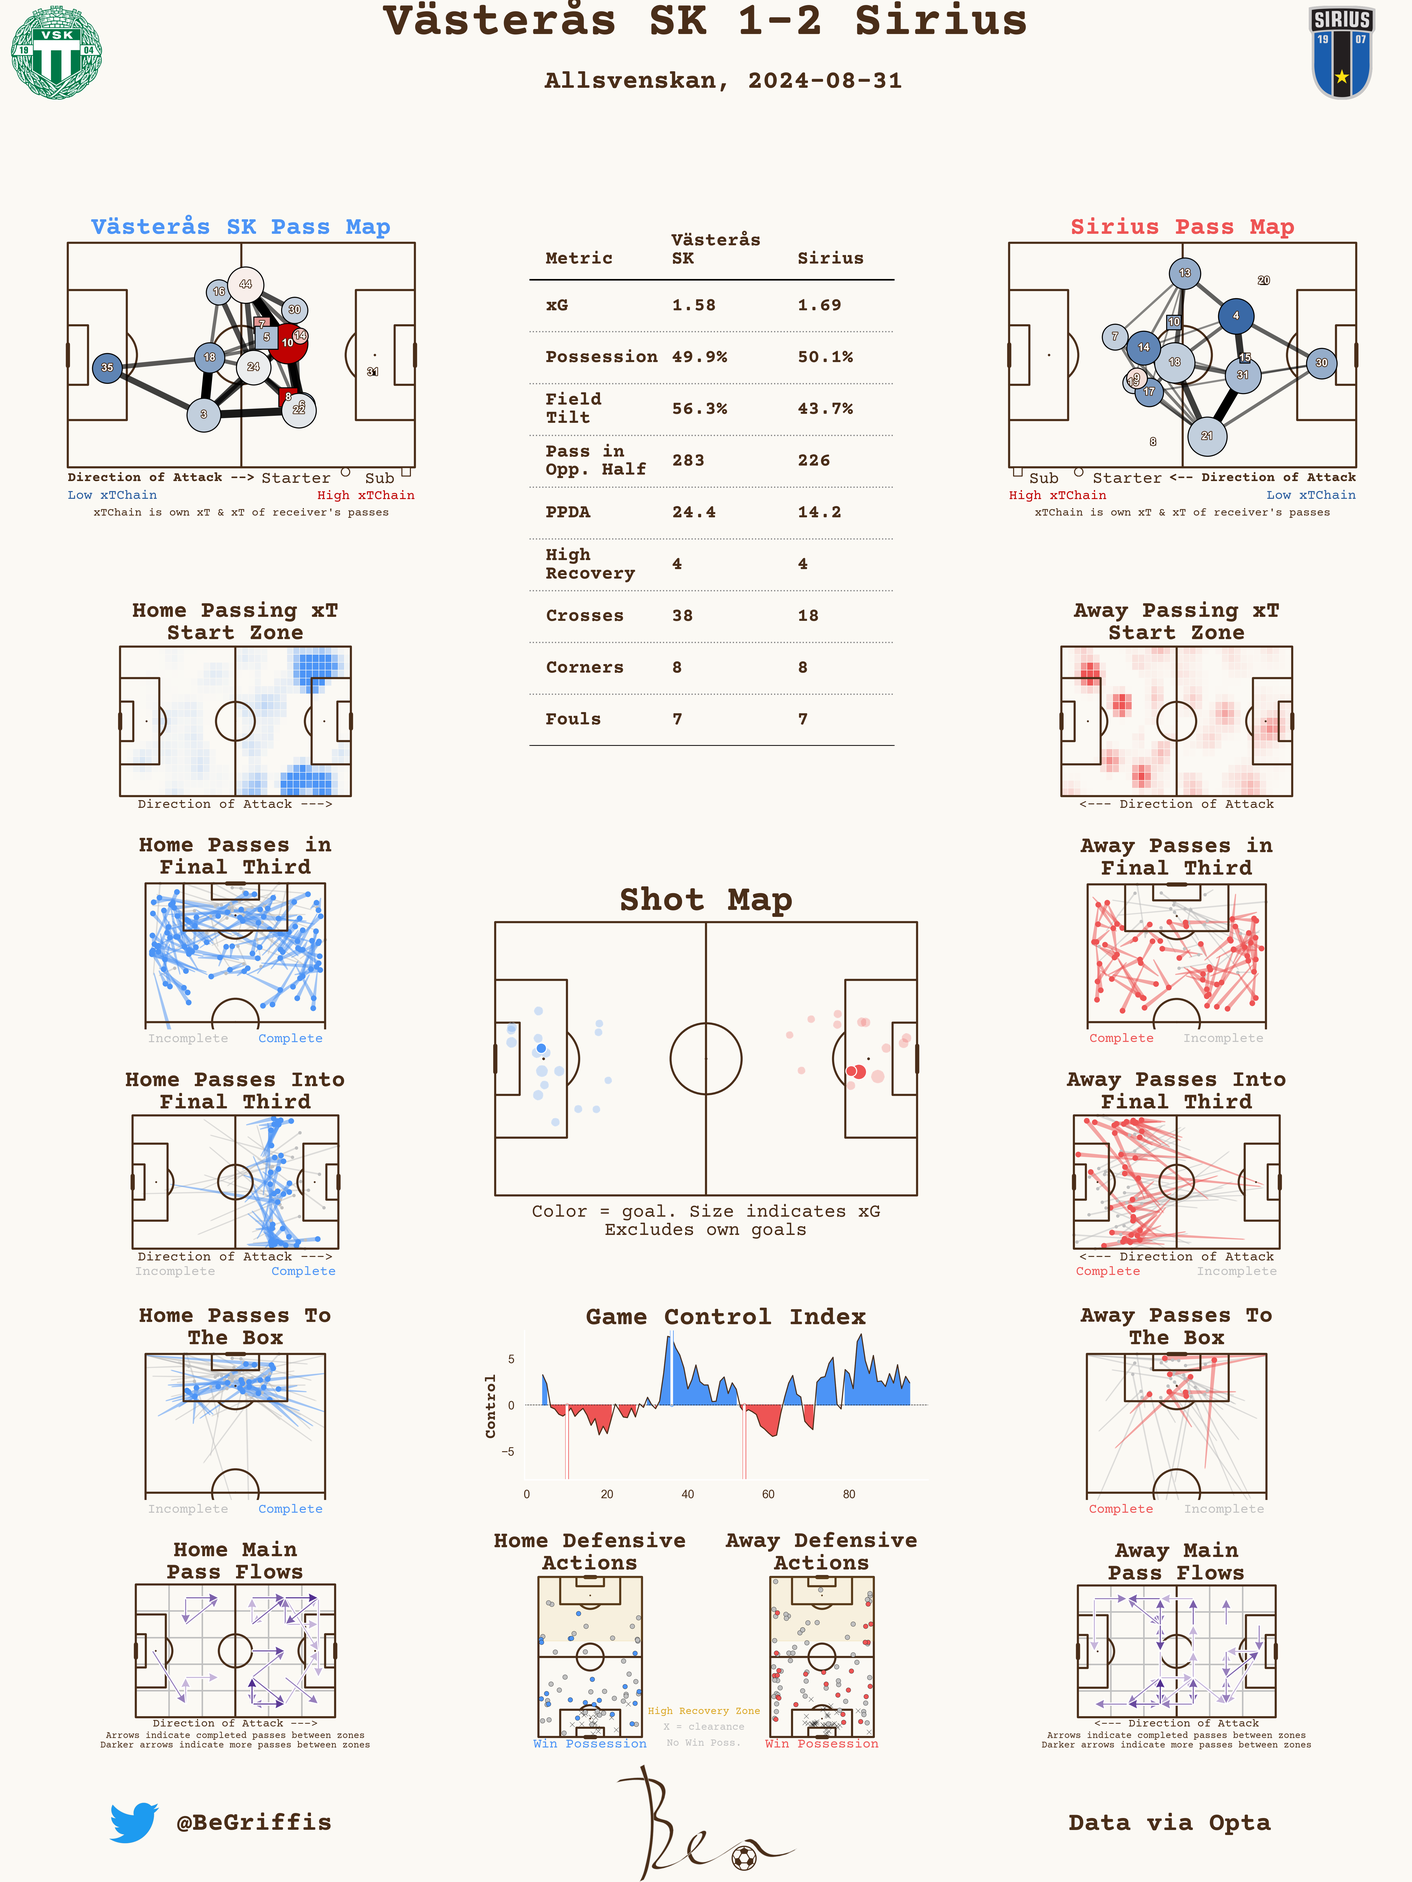 Västerås SK 1-2 Sirius
Allsvenskan, 2024-08-31
VSK
19 04
SIRIUS
19 07
Västerås SK Pass Map
16
44
30
7
5
14
10
18
24
35
31
8
6
22
3
Direction of Attack --> Starter Sub
Low xTChain High xTChain
xTChain is own xT & xT of receiver's passes
Metric Västerås SK Sirius
xG 1.58 1.69
Possession 49.9% 50.1%
Field Tilt 56.3% 43.7%
Pass in Opp. Half 283 226
PPDA 24.4 14.2
High Recovery 4 4
Crosses 38 18
Corners 8 8
Fouls 7 7
Sirius Pass Map
13
20
10
4
7
14
18
15
30
31
9
17
21
8
Sub Starter <-- Direction of Attack
High xTChain Low xTChain
xTChain is own xT & xT of receiver's passes
Home Passing xT
Start Zone
Direction of Attack --->
Away Passing xT
Start Zone
<--- Direction of Attack
Home Passes in
Final Third
Incomplete Complete
Away Passes in
Final Third
Complete Incomplete
Shot Map
Color = goal. Size indicates xG
Excludes own goals
Home Passes Into
Final Third
Direction of Attack --->
Incomplete Complete
Away Passes Into
Final Third
<--- Direction of Attack
Complete Incomplete
Home Passes To
The Box
Incomplete Complete
Game Control Index
Control
5
0
−5
0 20 40 60 80
Away Passes To
The Box
Complete Incomplete
Home Main
Pass Flows
Direction of Attack --->
Arrows indicate completed passes between zones
Darker arrows indicate more passes between zones
Home Defensive
Actions
Win Possession
High Recovery Zone
X = clearance
No Win Poss.
Away Defensive
Actions
Win Possession
Away Main
Pass Flows
<--- Direction of Attack
Arrows indicate completed passes between zones
Darker arrows indicate more passes between zones
@BeGriffis
Ben
Data via Opta